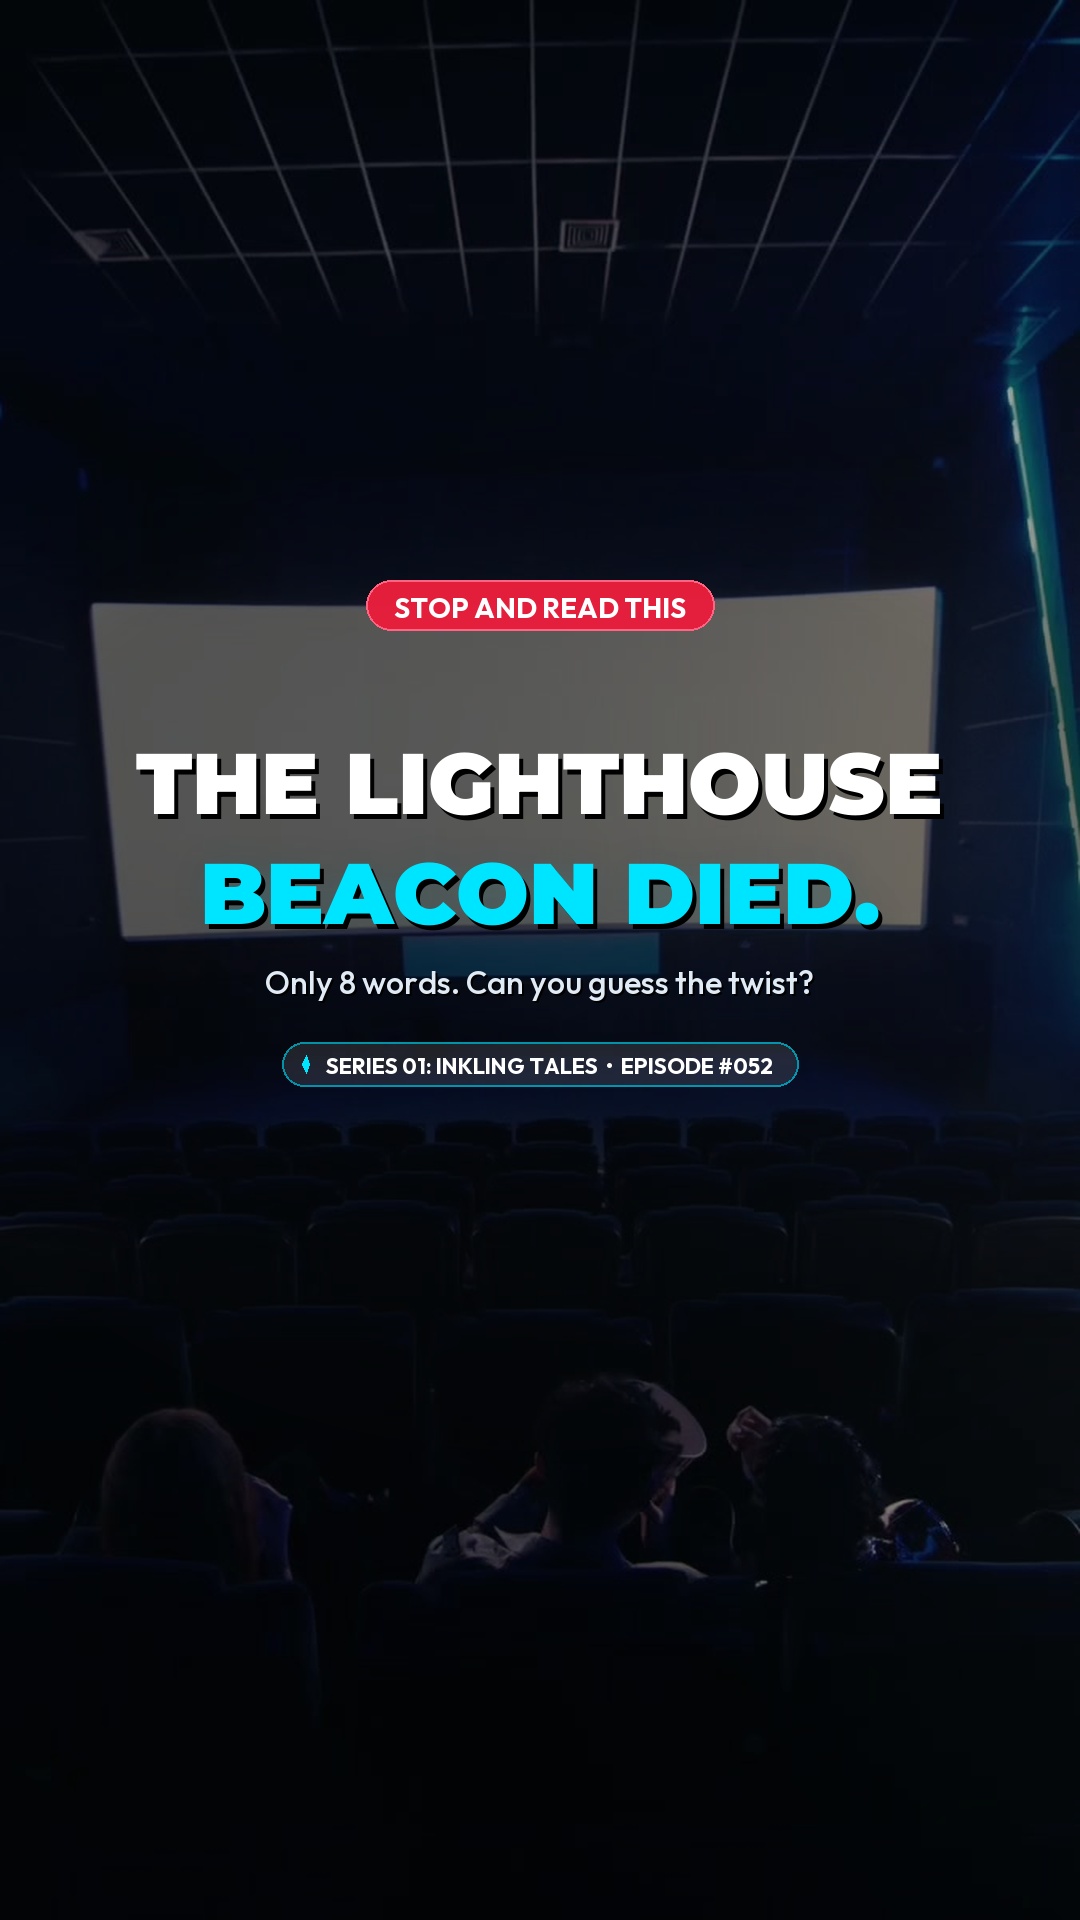 STOP AND READ THIS
THE LIGHTHOUSE
BEACON DIED.
Only 8 words. Can you guess the twist?
SERIES 01: INKLING TALES • EPISODE #052